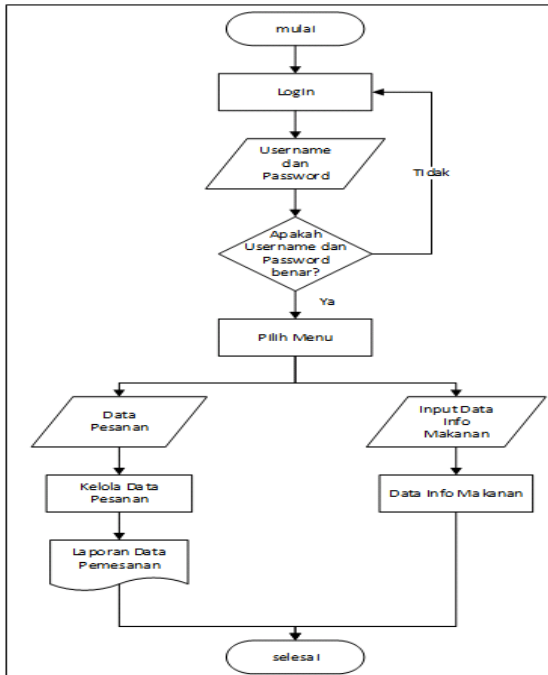 mulai
Login
Username
dan
Password
Tidak
Apakah
Username dan
Password
benar?
Ya
Pilih Menu
Data
Pesanan
Input Data
Info
Makanan
Kelola Data
Pesanan
Data Info Makanan
Laporan Data
Pemesanan
selesai